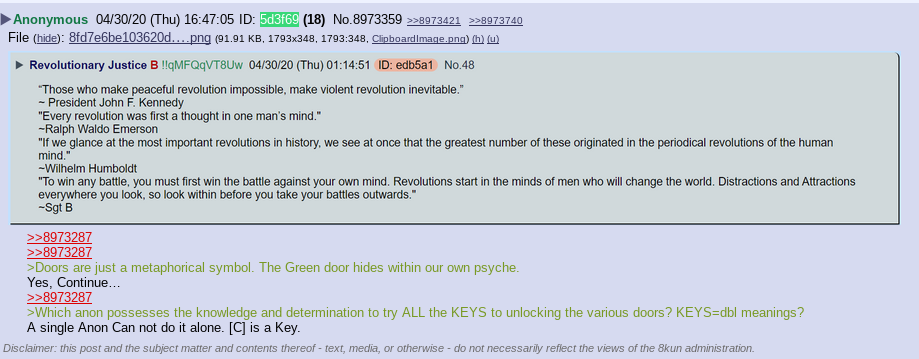 ▶Anonymous 04/30/20 (Thu) 16:47:05 ID: 5d3f69 (18) No.8973359 >>8973421 >>8973740
File (hide): 8fd7e6be103620d….png (91.91 KB, 1793x348, 1793:348, ClipboardImage.png) (h) (u)
▶ Revolutionary Justice B !!qMFQqVT8Uw 04/30/20 (Thu) 01:14:51 ID: edb5a1 No.48
“Those who make peaceful revolution impossible, make violent revolution inevitable.”
~ President John F. Kennedy
"Every revolution was first a thought in one man’s mind."
~Ralph Waldo Emerson
"If we glance at the most important revolutions in history, we see at once that the greatest number of these originated in the periodical revolutions of the human
mind."
~Wilhelm Humboldt
"To win any battle, you must first win the battle against your own mind. Revolutions start in the minds of men who will change the world. Distractions and Attractions
everywhere you look, so look within before you take your battles outwards."
~Sgt B
>>8973287
>>8973287
>Doors are just a metaphorical symbol. The Green door hides within our own psyche.
Yes, Continue…
>>8973287
>Which anon possesses the knowledge and determination to try ALL the KEYS to unlocking the various doors? KEYS=dbl meanings?
A single Anon Can not do it alone. [C] is a Key.
Disclaimer: this post and the subject matter and contents thereof - text, media, or otherwise - do not necessarily reflect the views of the 8kun administration.